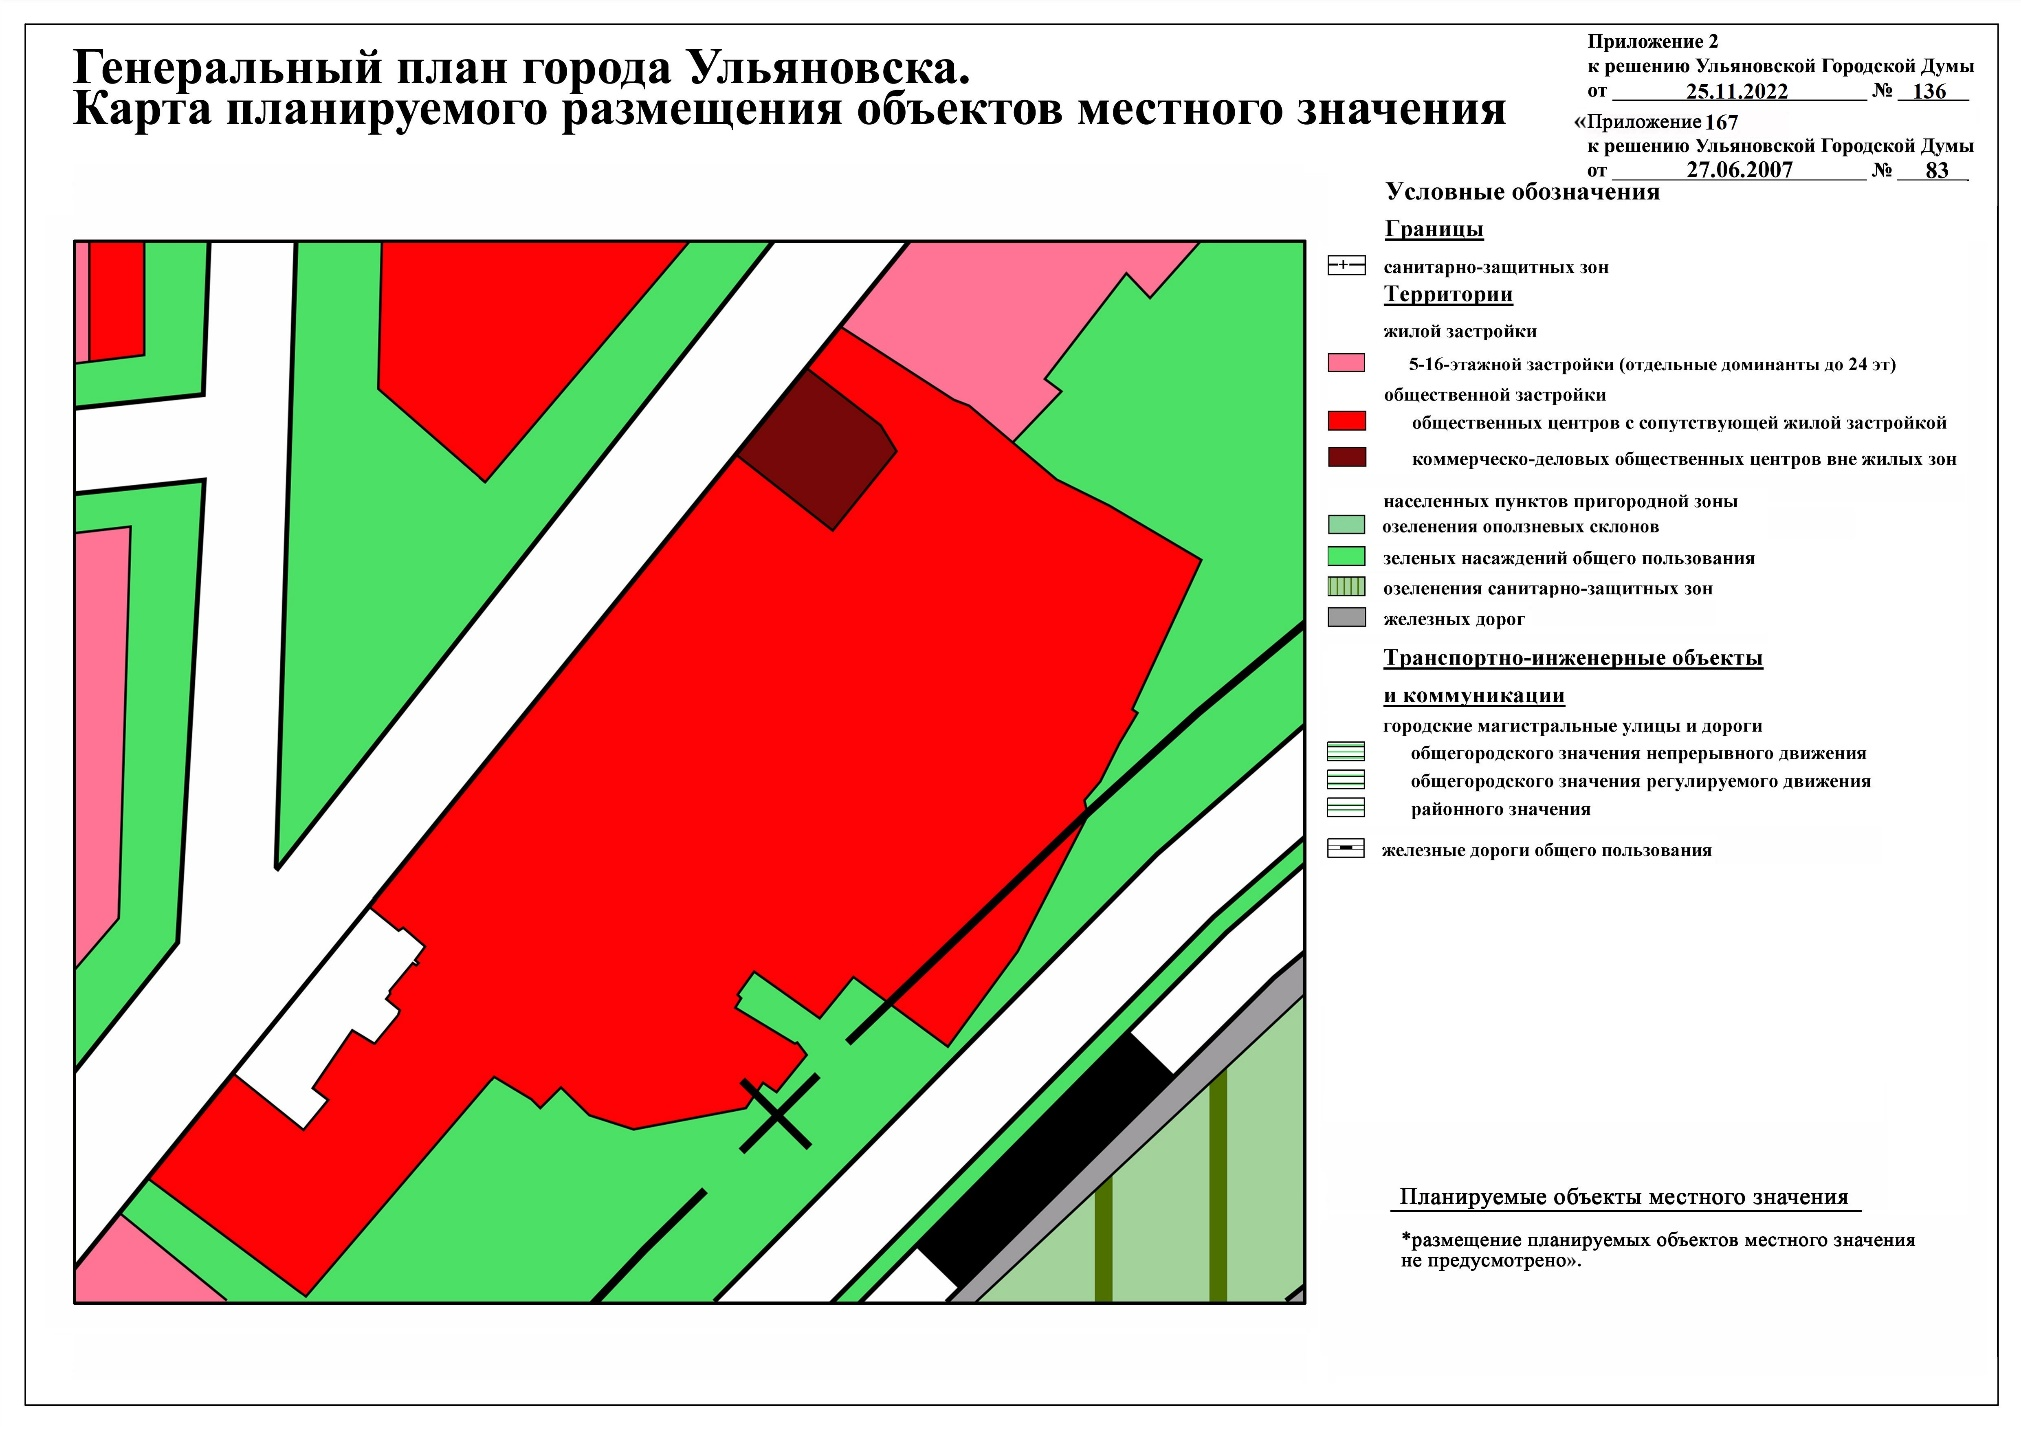 Генеральный план города Ульяновска.
Карта планируемого размещения объектов местного значения
Приложение 2
к решению Ульяновской Городской Думы
от 25.11.2022 № 136
«Приложение 167
к решению Ульяновской Городской Думы
от 27.06.2007 № 83
Условные обозначения
Границы
санитарно-защитных зон
Территории
жилой застройки
5-16-этажной застройки (отдельные доминанты до 24 эт)
общественной застройки
общественных центров с сопутствующей жилой застройкой
коммерческо-деловых общественных центров вне жилых зон
населенных пунктов пригородной зоны
озеленения оползневых склонов
зеленых насаждений общего пользования
озеленения санитарно-защитных зон
железных дорог
Транспортно-инженерные объекты
и коммуникации
городские магистральные улицы и дороги
общегородского значения непрерывного движения
общегородского значения регулируемого движения
районного значения
железные дороги общего пользования
Планируемые объекты местного значения
*размещение планируемых объектов местного значения
не предусмотрено».